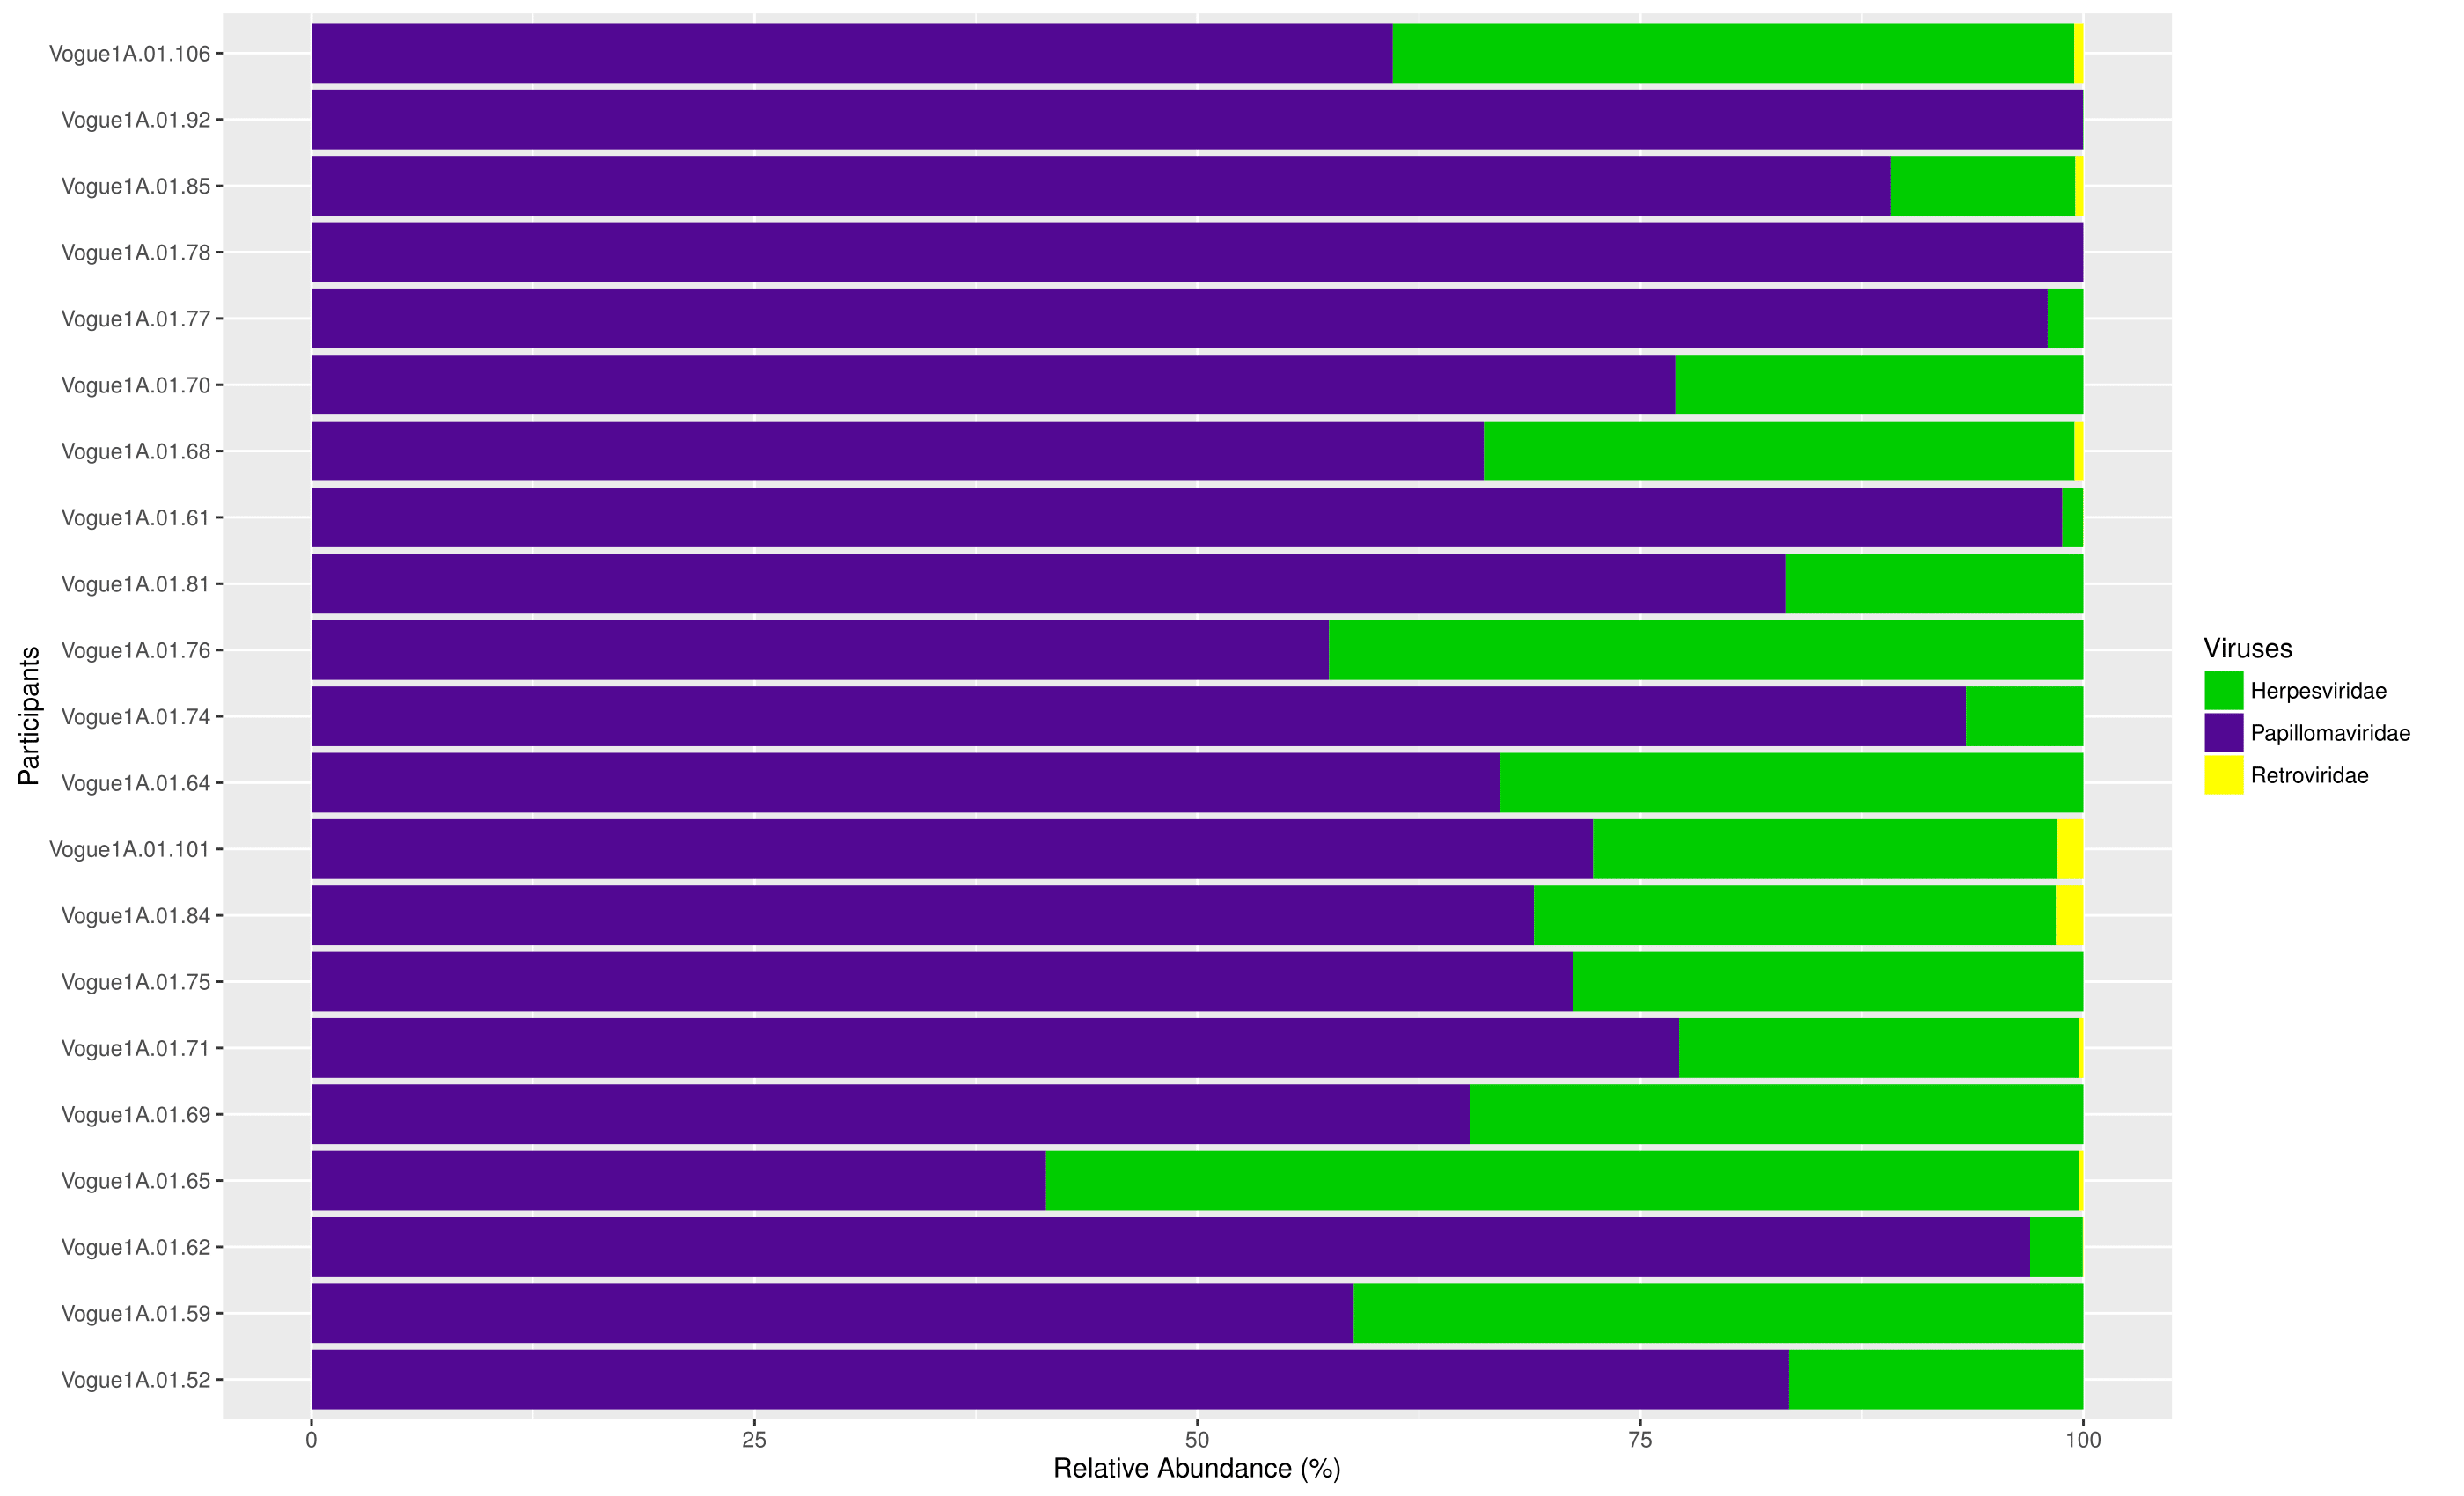 Vogue1A.01.106
Vogue1A.01.92
Vogue1A.01.85
Vogue1A.01.78
Vogue1A.01.77
Vogue1A.01.70
Vogue1A.01.68
Vogue1A.01.61
Vogue1A.01.81
Vogue1A.01.76
Vogue1A.01.74
Vogue1A.01.64
Vogue1A.01.101
Vogue1A.01.84
Vogue1A.01.75
Vogue1A.01.71
Vogue1A.01.69
Vogue1A.01.65
Vogue1A.01.62
Vogue1A.01.59
Vogue1A.01.52
Participants
0 25 50 75 100
Relative Abundance (%)
Viruses
Herpesviridae
Papillomaviridae
Retroviridae